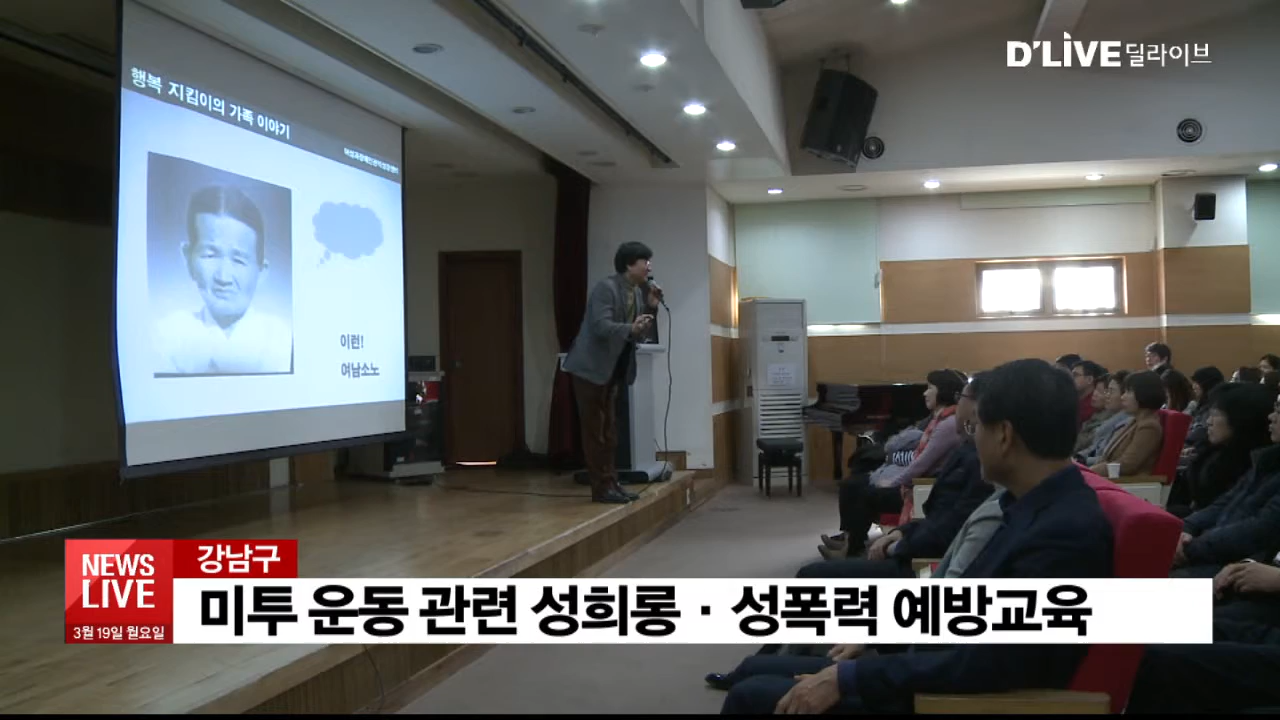 D'LIVE 딜라이브
행복 지킴이의 가족 이야기
이런!
여남소노
NEWS
LIVE
3월 19일 월요일
강남구
미투 운동 관련 성희롱 · 성폭력 예방교육